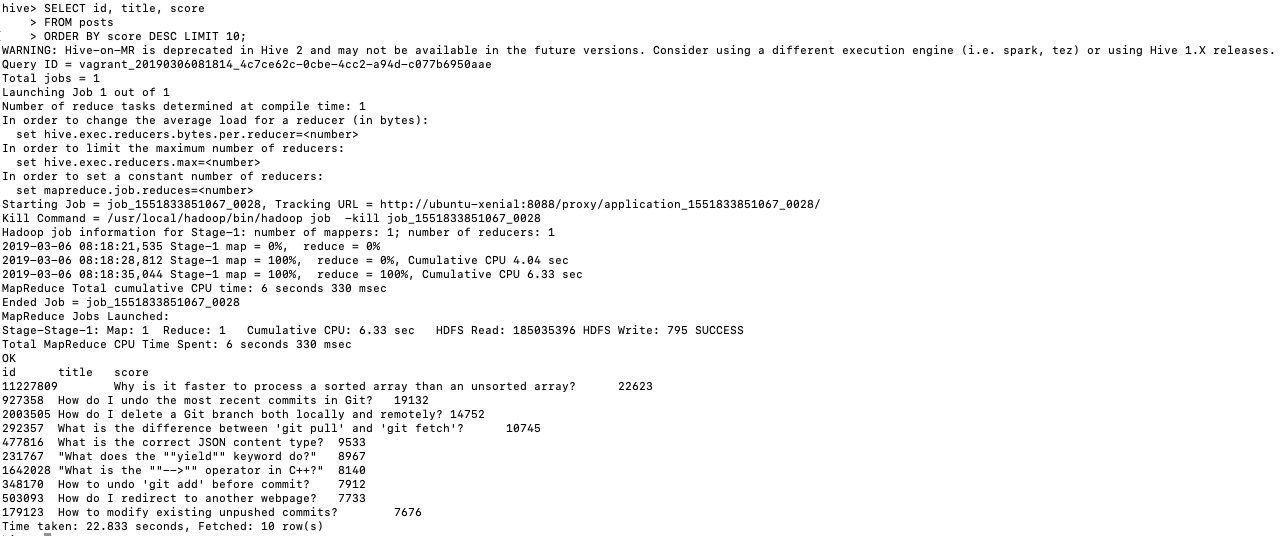 hive> SELECT id, title, score
    > FROM posts
    > ORDER BY score DESC LIMIT 10;
WARNING: Hive-on-MR is deprecated in Hive 2 and may not be available in the future versions. Consider using a different execution engine (i.e. spark, tez) or using Hive 1.X releases.
Query ID = vagrant_20190306081814_4c7ce62c-0cbe-4cc2-a94d-c077b6950aae
Total jobs = 1
Launching Job 1 out of 1
Number of reduce tasks determined at compile time: 1
In order to change the average load for a reducer (in bytes):
  set hive.exec.reducers.bytes.per.reducer=<number>
In order to limit the maximum number of reducers:
  set hive.exec.reducers.max=<number>
In order to set a constant number of reducers:
  set mapreduce.job.reduces=<number>
Starting Job = job_1551833851067_0028, Tracking URL = http://ubuntu-xenial:8088/proxy/application_1551833851067_0028/
Kill Command = /usr/local/hadoop/bin/hadoop job  -kill job_1551833851067_0028
Hadoop job information for Stage-1: number of mappers: 1; number of reducers: 1
2019-03-06 08:18:21,535 Stage-1 map = 0%,  reduce = 0%
2019-03-06 08:18:28,812 Stage-1 map = 100%,  reduce = 0%, Cumulative CPU 4.04 sec
2019-03-06 08:18:35,044 Stage-1 map = 100%,  reduce = 100%, Cumulative CPU 6.33 sec
MapReduce Total cumulative CPU time: 6 seconds 330 msec
Ended Job = job_1551833851067_0028
MapReduce Jobs Launched:
Stage-Stage-1: Map: 1  Reduce: 1   Cumulative CPU: 6.33 sec   HDFS Read: 185035396 HDFS Write: 795 SUCCESS
Total MapReduce CPU Time Spent: 6 seconds 330 msec
OK
id      title   score
11227809        Why is it faster to process a sorted array than an unsorted array?      22623
927358  How do I undo the most recent commits in Git?   19132
2003505 How do I delete a Git branch both locally and remotely? 14752
292357  What is the difference between 'git pull' and 'git fetch'?      10745
477816  What is the correct JSON content type?  9533
231767  "What does the ""yield"" keyword do?"   8967
1642028 "What is the ""-->"" operator in C++?"  8140
348170  How to undo 'git add' before commit?    7912
503093  How do I redirect to another webpage?   7733
179123  How to modify existing unpushed commits?        7676
Time taken: 22.833 seconds, Fetched: 10 row(s)